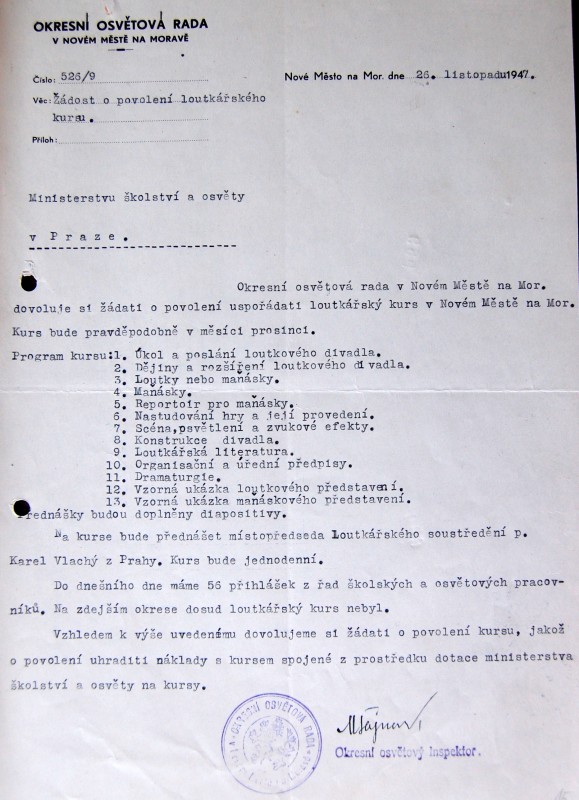 OKRESNÍ OSVĚTOVÁ RADA
V NOVÉM MĚSTĚ NA MORAVĚ
Číslo: 526/9
Nové Město na Mor. dne 26. listopadu 1947.
Věc: Žádost o povolení loutkářského
kursu.
Příloh:
Ministerstvu školství a osvěty
v Praze.
Okresní osvětová rada v Novém Městě na Mor.
dovoluje si žádati o povolení uspořádati loutkářský kurs v Novém Městě na Mor.
Kurs bude pravděpodobně v měsíci prosinci.
Program kursu:1. Úkol a poslání loutkového divadla.
2. Dějiny a rozšíření loutkového divadla.
3. Loutky nebo maňásky.
4. Maňásky.
5. Reportoir pro maňásky.
6. Nastudování hry a její provedení.
7. Scéna,osvětlení a zvukové efekty.
8. Konstrukce divadla.
9. Loutkářská literatura.
10. Organisační a úřední předpisy.
11. Dramaturgie.
12. Vzorná ukázka loutkového představení.
13. Vzorná ukázka maňáskového představení.
Přednášky budou doplněny diapositivy.
Na kurse bude přednášet místopředseda Loutkářského soustředění p.
Karel Vlachý z Prahy. Kurs bude jednodenní.
Do dnešního dne máme 56 přihlášek z řad školských a osvětových pracov-
níků. Na zdejším okrese dosud loutkářský kurs nebyl.
Vzhledem k výše uvedenému dovolujeme si žádati o povolení kursu, jakož
o povolení uhraditi náklady s kursem spojené z prostředku dotace ministerstva
školství a osvěty na kursy.
OKRESNÍ OSVĚTOVÁ RADA
Okresní osvětový inspektor.